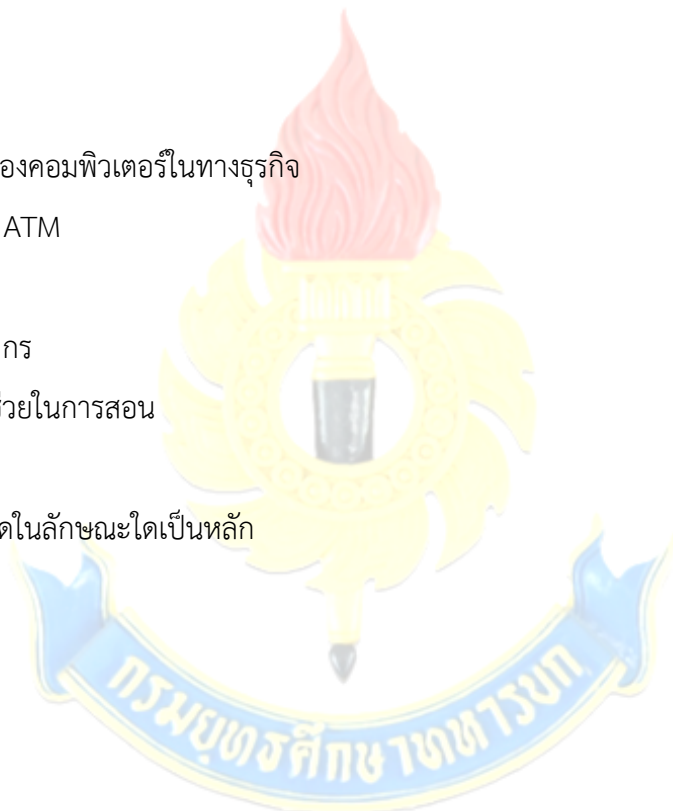 องคอมพิวเตอร์ในทางธุรกิจ
ATM
กร
ช่วยในการสอน
ดในลักษณะใดเป็นหลัก
กรมยุทธศึกษาทหารบก